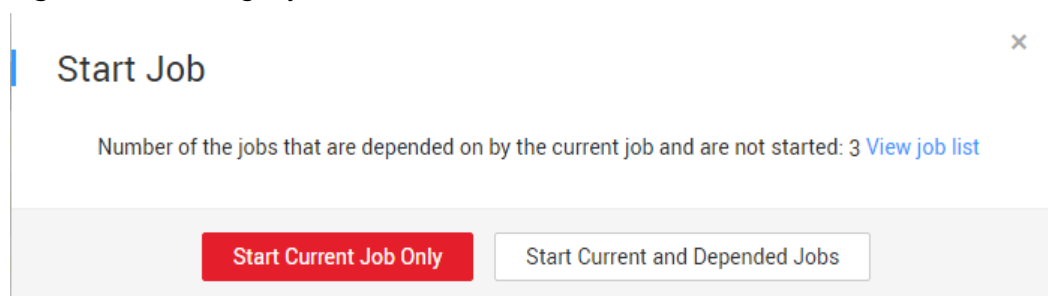 Start Job
×
Number of the jobs that are depended on by the current job and are not started: 3 View job list
Start Current Job Only
Start Current and Depended Jobs